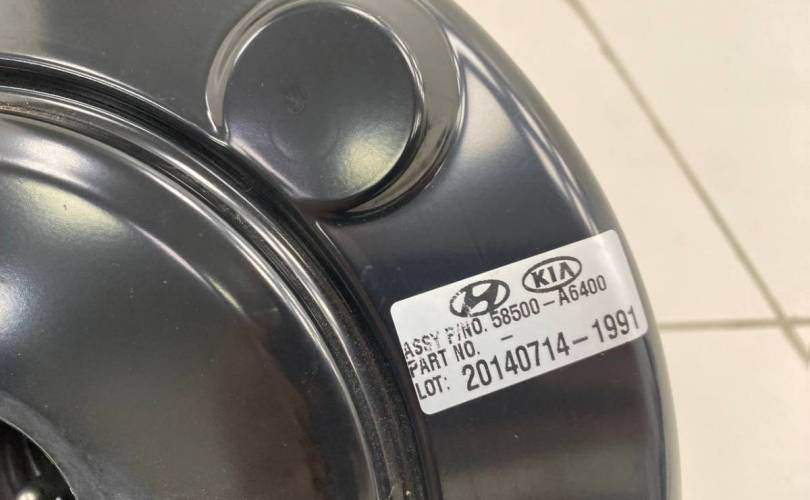 KIA
ASSY P/NO. 58500-A6400
PART NO. -
LOT: 20140714-1991